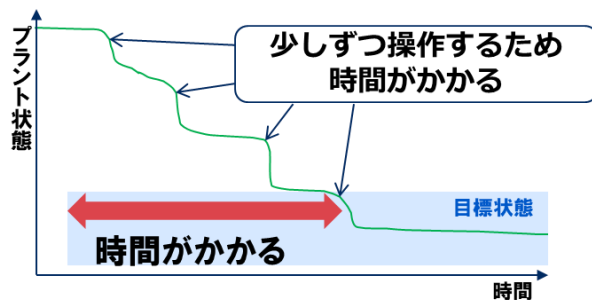 プラント状態
少しずつ操作するため
時間がかかる
目標状態
時間がかかる
時間